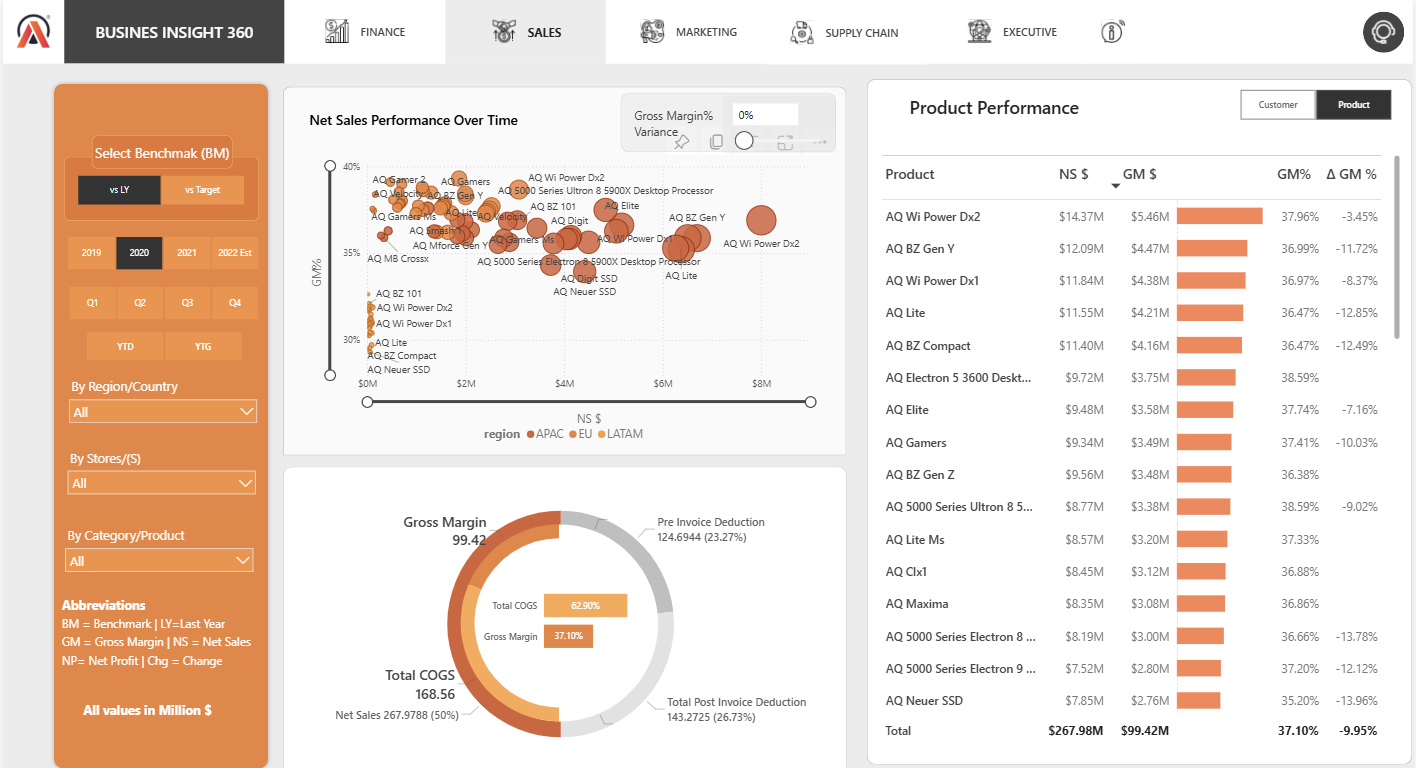 BUSINES INSIGHT 360
FINANCE
SALES
MARKETING
SUPPLY CHAIN
EXECUTIVE
Select Benchmak (BM)
vs LY
vs Target
2019
2020
2021
2022 Est
Q1
Q2
Q3
Q4
YTD
YTG
By Region/Country
All
By Stores/(S)
All
By Category/Product
All
Abbreviations
BM = Benchmark | LY=Last Year
GM = Gross Margin | NS = Net Sales
NP= Net Profit | Chg = Change
All values in Million $
Net Sales Performance Over Time
Gross Margin%
Variance
0%
GM%
40%
35%
30%
AQ Gamer 2
AQ Gamers
AQ Wi Power Dx2
AQ Velocity
AQ BZ Gen Y
AQ 5000 Series Ultron 8 5900X Desktop Processor
AQ BZ 101
AQ Elite
AQ Gamers Ms
AQ Lite
AQ Velocity
AQ Digit
AQ BZ Gen Y
AQ Smash 1
AQ Mforce Gen Y
AQ Gamers Ms
AQ Wi Power Dx1
AQ Wi Power Dx2
AQ MB Crossx
AQ 5000 Series Electron 8 5900X Desktop Processor
AQ Digit SSD
AQ Lite
AQ Neuer SSD
AQ BZ 101
AQ Wi Power Dx2
AQ Wi Power Dx1
AQ Lite
AQ BZ Compact
AQ Neuer SSD
$0M
$2M
$4M
$6M
$8M
NS $
region APAC EU LATAM
Gross Margin
99.42
Pre Invoice Deduction
124.6944 (23.27%)
Total COGS
62.90%
Gross Margin
37.10%
Total COGS
168.56
Net Sales 267.9788 (50%)
Total Post Invoice Deduction
143.2725 (26.73%)
Product Performance
Customer
Product
Product NS $ GM $ GM% Δ GM %
AQ Wi Power Dx2 $14.37M $5.46M 37.96% -3.45%
AQ BZ Gen Y $12.09M $4.47M 36.99% -11.72%
AQ Wi Power Dx1 $11.84M $4.38M 36.97% -8.37%
AQ Lite $11.55M $4.21M 36.47% -12.85%
AQ BZ Compact $11.40M $4.16M 36.47% -12.49%
AQ Electron 5 3600 Deskt... $9.72M $3.75M 38.59%
AQ Elite $9.48M $3.58M 37.74% -7.16%
AQ Gamers $9.34M $3.49M 37.41% -10.03%
AQ BZ Gen Z $9.56M $3.48M 36.38%
AQ 5000 Series Ultron 8 5... $8.77M $3.38M 38.59% -9.02%
AQ Lite Ms $8.57M $3.20M 37.33%
AQ Clx1 $8.45M $3.12M 36.88%
AQ Maxima $8.35M $3.08M 36.86%
AQ 5000 Series Electron 8 ... $8.19M $3.00M 36.66% -13.78%
AQ 5000 Series Electron 9 ... $7.52M $2.80M 37.20% -12.12%
AQ Neuer SSD $7.85M $2.76M 35.20% -13.96%
Total $267.98M $99.42M 37.10% -9.95%